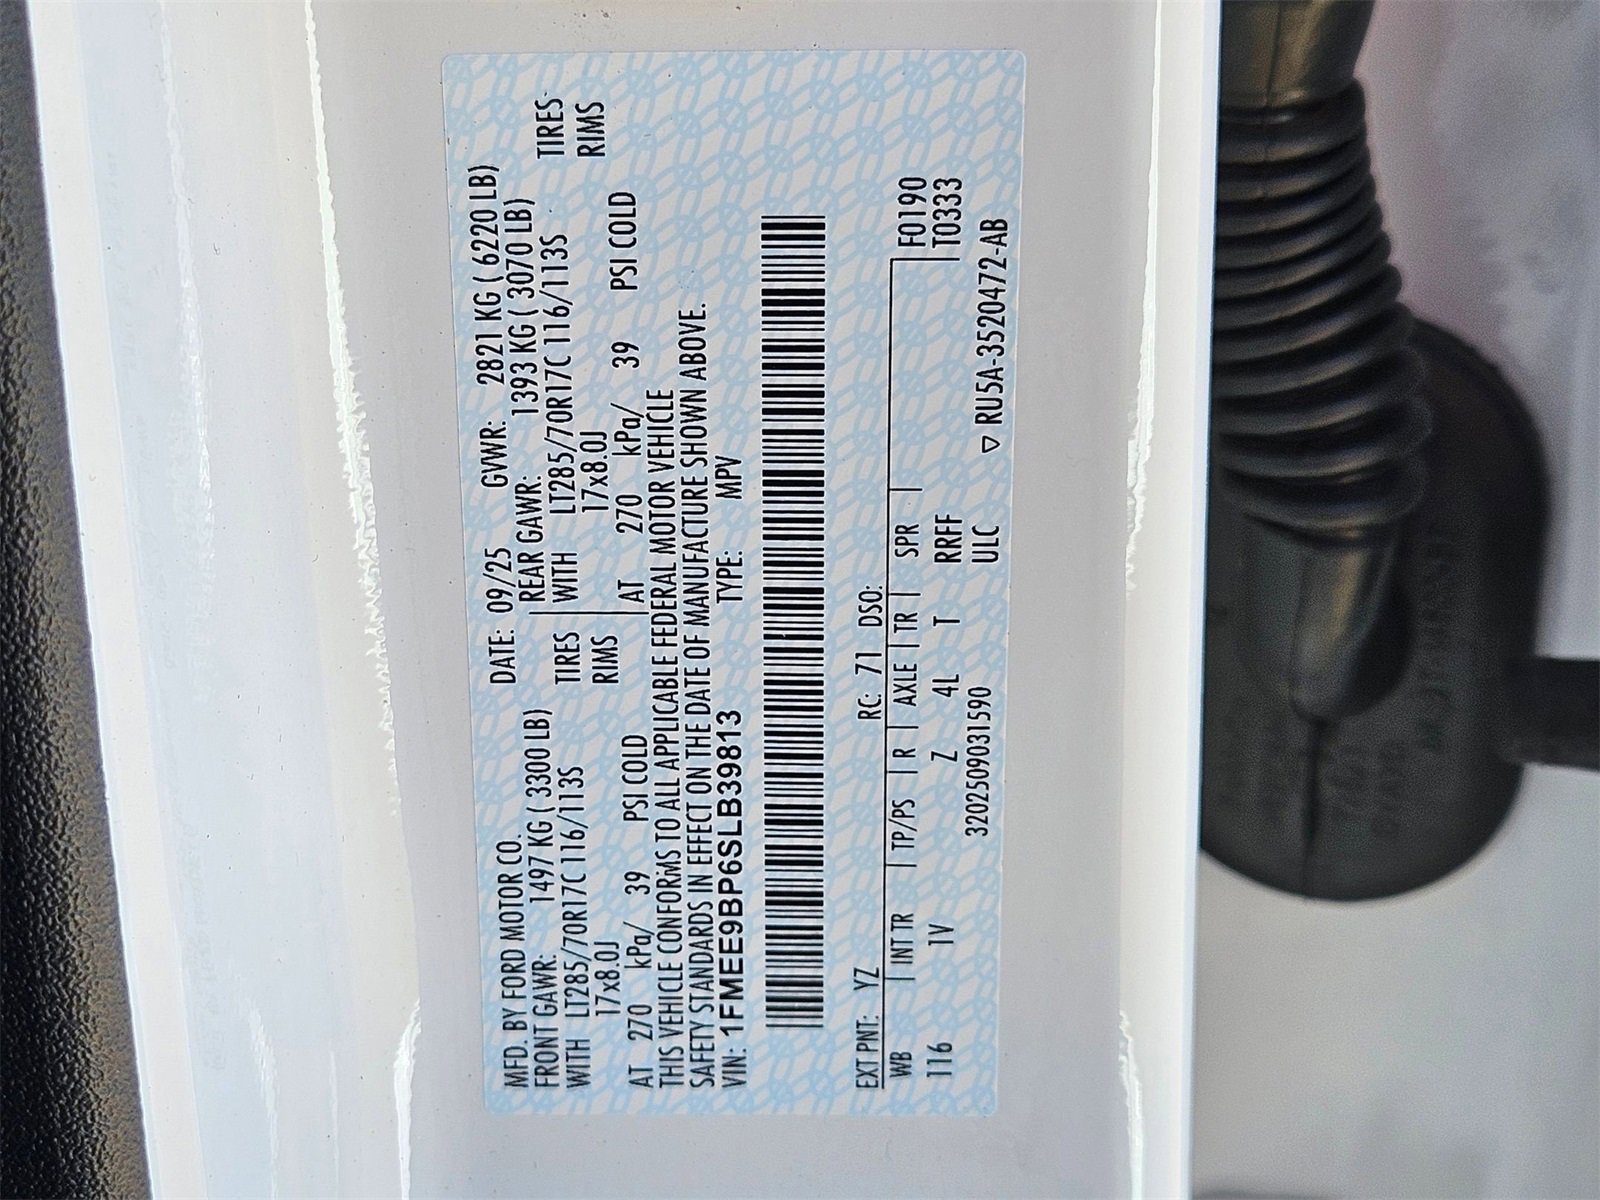 MFD. BY FORD MOTOR CO. DATE: 09/25 GVWR: 2821 KG ( 6220 LB)
FRONT GAWR: 1497 KG ( 3300 LB) REAR GAWR: 1393 KG ( 3070 LB)
WITH LT285/70R17C 116/113S TIRES WITH LT285/70R17C 116/113S TIRES
17x8.0J RIMS 17x8.0J RIMS
AT 270 kPa/ 39 PSI COLD AT 270 kPa/ 39 PSI COLD
THIS VEHICLE CONFORMS TO ALL APPLICABLE FEDERAL MOTOR VEHICLE
SAFETY STANDARDS IN EFFECT ON THE DATE OF MANUFACTURE SHOWN ABOVE.
VIN: 1FMEE9BP6SLB39813 TYPE: MPV
EXT PNT: YZ RC: 71 DSO:
WB INT TR TP/PS R AXLE TR SPR F0190
116 1V Z 4L T RRFF T0333
3202509031590 ULC
▽ RU5A-3520472-AB